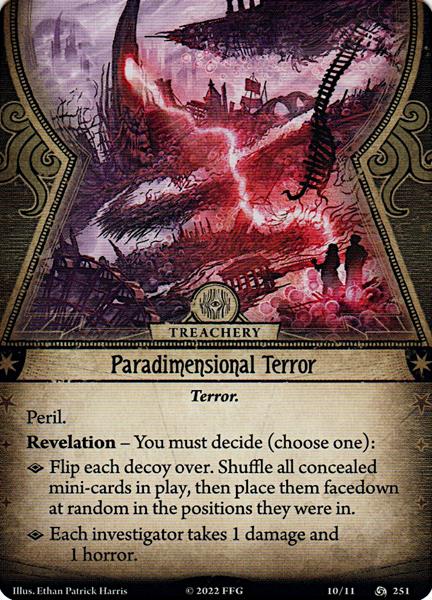 TREACHERY
Paradimensional Terror
Terror.
Peril.
Revelation – You must decide (choose one):
Flip each decoy over. Shuffle all concealed
mini-cards in play, then place them facedown
at random in the positions they were in.
Each investigator takes 1 damage and
1 horror.
Illus. Ethan Patrick Harris © 2022 FFG 10/11 251